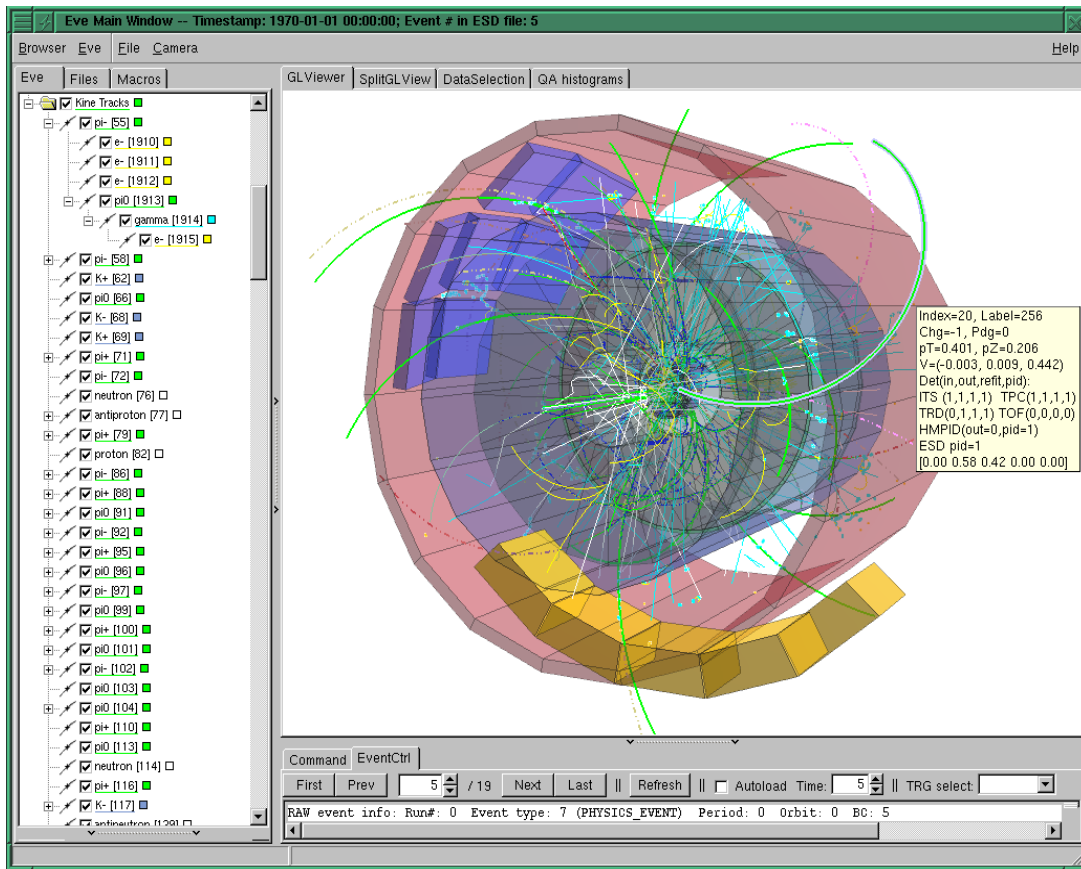 Eve Main Window -- Timestamp: 1970-01-01 00:00:00; Event # in ESD file: 5
Browser Eve File Camera Help
Eve Files Macros
Kine Tracks
pi- [55]
e- [1910]
e- [1911]
e- [1912]
pi0 [1913]
gamma [1914]
e- [1915]
pi- [58]
K+ [62]
pi0 [66]
K- [68]
K+ [69]
pi+ [71]
pi- [72]
neutron [76]
antiproton [77]
pi+ [79]
proton [82]
pi- [86]
pi+ [88]
pi0 [91]
pi- [92]
pi+ [95]
pi0 [96]
pi- [97]
pi0 [99]
pi+ [100]
pi0 [101]
pi- [102]
pi0 [103]
pi0 [104]
pi+ [110]
pi0 [113]
neutron [114]
pi+ [116]
K- [117]
antineutron [129]
GLViewer SplitGLView DataSelection QA histograms
Index=20, Label=256
Chg=-1, Pdg=0
pT=0.401, pZ=0.206
V=(-0.003, 0.009, 0.442)
Det(in,out,refit,pid):
ITS (1,1,1,1) TPC(1,1,1,1)
TRD(0,1,1,1) TOF(0,0,0,0)
HMPID(out=0,pid=1)
ESD pid=1
[0.00 0.58 0.42 0.00 0.00]
Command EventCtrl
First Prev 5 / 19 Next Last || Refresh || Autoload Time: 5 || TRG select:
RAW event info: Run#: 0 Event type: 7 (PHYSICS_EVENT) Period: 0 Orbit: 0 BC: 5